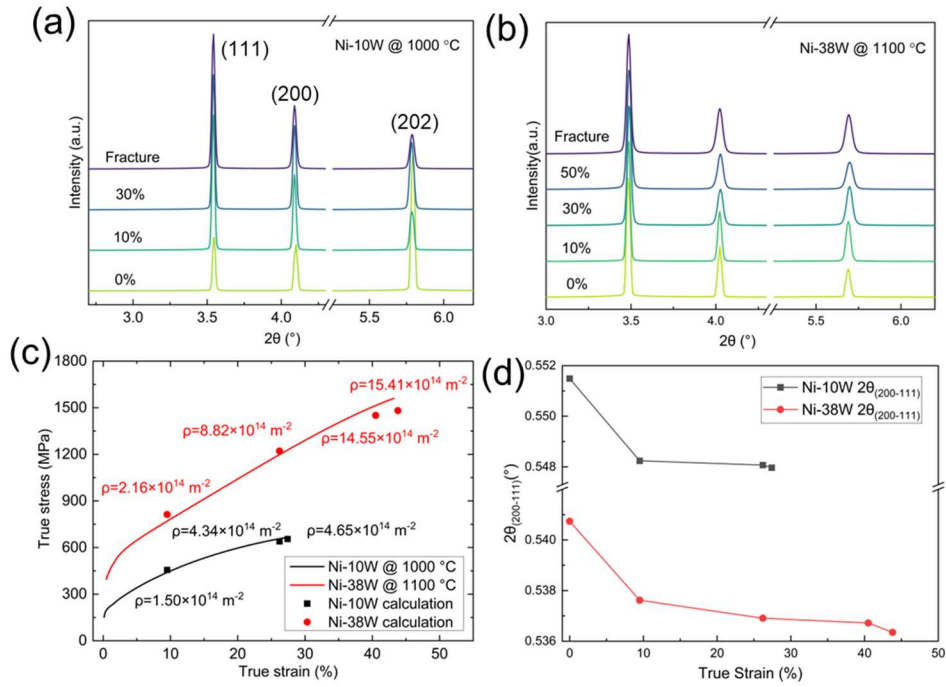 (a)
Ni-10W @ 1000 °C
(111)
(200)
(202)
Fracture
30%
10%
0%
Intensity (a.u.)
3.0 3.5 4.0 5.5 6.0
2θ (°)
(b)
Ni-38W @ 1100 °C
Fracture
50%
30%
10%
0%
Intensity(a.u.)
3.0 3.5 4.0 5.5 6.0
2θ (°)
(c)
1800
1500
1200
900
600
300
0
True stress (MPa)
ρ=15.41×10¹⁴ m⁻²
ρ=8.82×10¹⁴ m⁻²
ρ=14.55×10¹⁴ m⁻²
ρ=2.16×10¹⁴ m⁻²
ρ=4.34×10¹⁴ m⁻²
ρ=4.65×10¹⁴ m⁻²
ρ=1.50×10¹⁴ m⁻²
Ni-10W @ 1000 °C
Ni-38W @ 1100 °C
Ni-10W calculation
Ni-38W calculation
0 10 20 30 40 50
True strain (%)
(d)
0.552
0.550
0.548
0.540
0.538
0.536
2θ(200-111)(°)
Ni-10W 2θ(200-111)
Ni-38W 2θ(200-111)
0 10 20 30 40 50
True Strain (%)